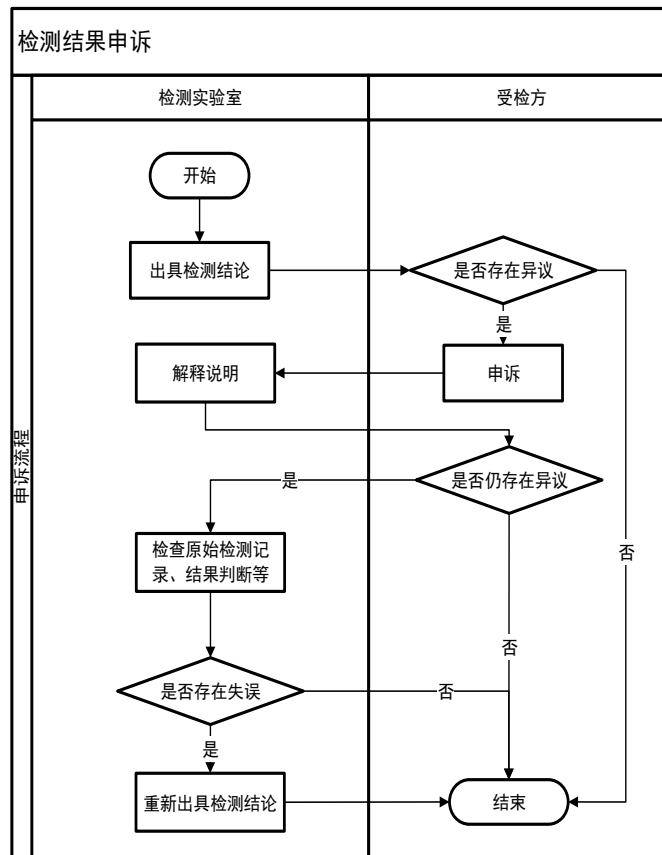 检测结果申诉
检测实验室
受检方
申诉流程
开始
出具检测结论
是否存在异议
是
解释说明
申诉
是否仍存在异议
是
检查原始检测记
录、结果判断等
否
否
是否存在失误
否
是
重新出具检测结论
结束